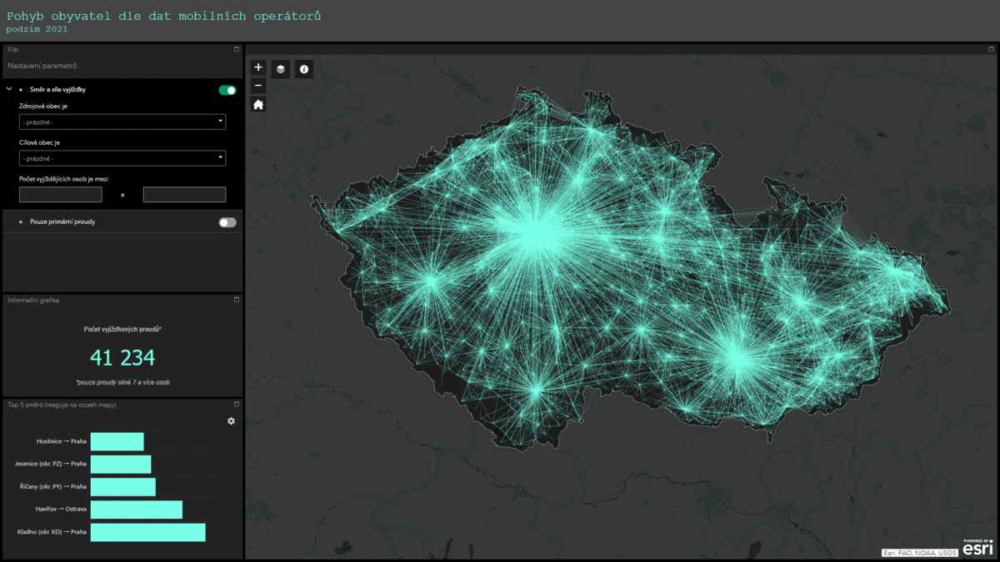 Pohyb obyvatel dle dat mobilních operátorů
podzim 2021
Filtr
Nastavení parametrů
Směr a síla vyjížďky
Zdrojová obec je
- prázdné -
Cílová obec je
- prázdné -
Počet vyjíždějících osob je mezi
a
Pouze primární proudy
Informační grafika
Počet vyjížďkových proudů*
41 234
*pouze proudy silné 7 a více osob
Top 5 směrů (reaguje na rozsah mapy)
Hostivice → Praha
Jesenice (okr. PZ) → Praha
Říčany (okr. PY) → Praha
Havířov → Ostrava
Kladno (okr. KD) → Praha
Esri, FAO, NOAA, USGS
POWERED BY
esri